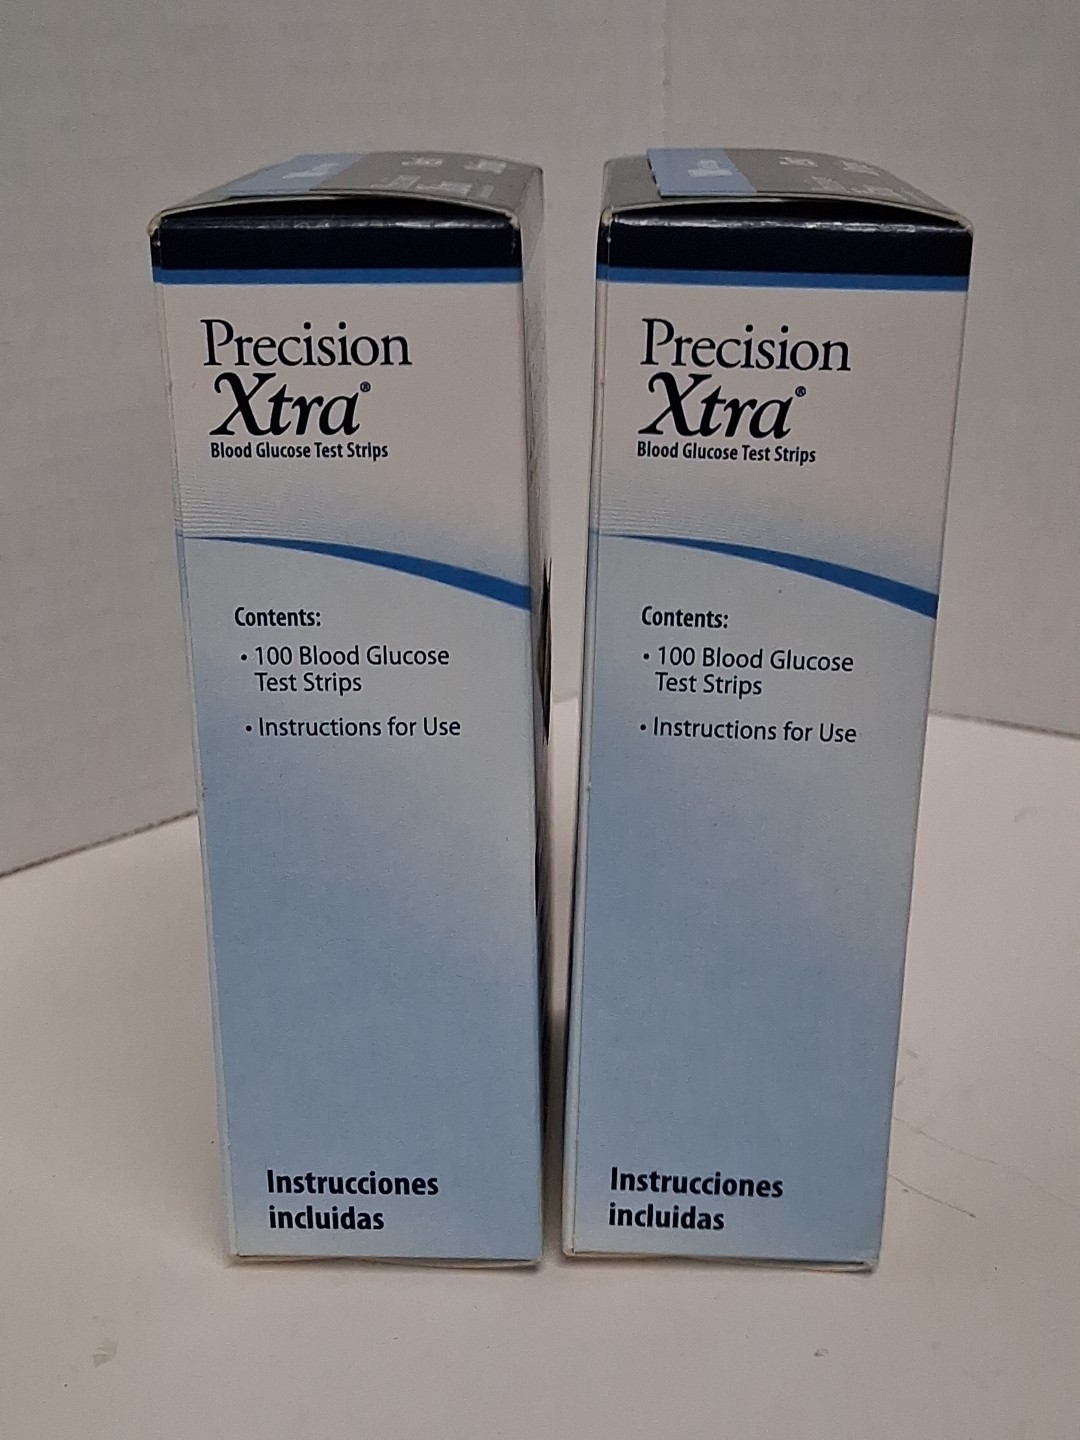 Precision
Xtra®
Blood Glucose Test Strips
Contents:
• 100 Blood Glucose
Test Strips
• Instructions for Use
Instrucciones
incluidas
Precision
Xtra®
Blood Glucose Test Strips
Contents:
• 100 Blood Glucose
Test Strips
• Instructions for Use
Instrucciones
incluidas